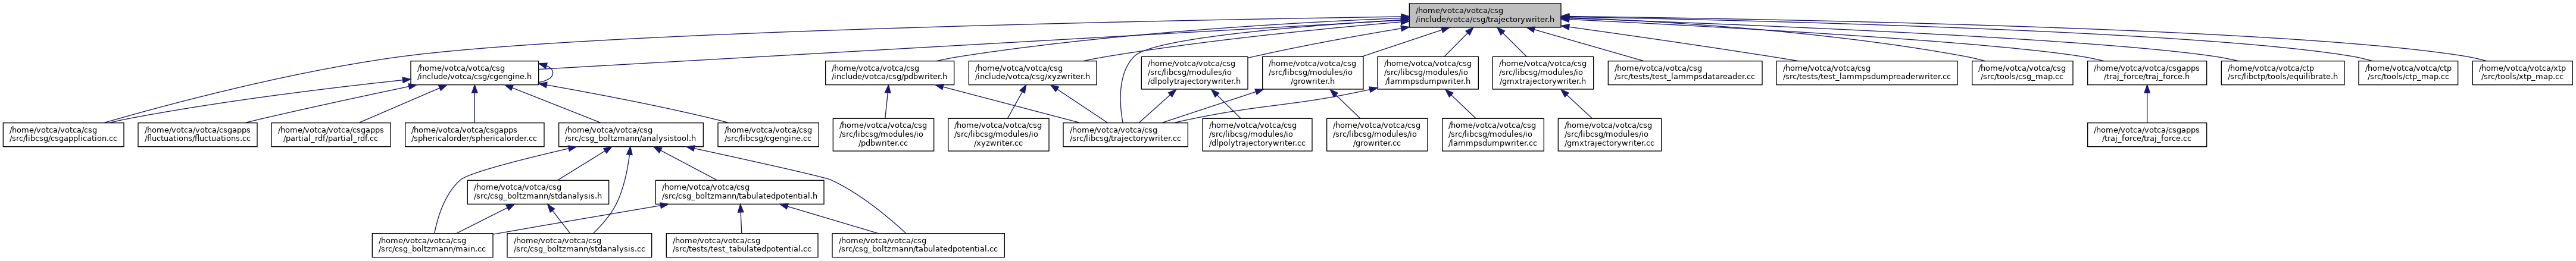 /home/votca/votca/csg
/include/votca/csg/trajectorywriter.h
/home/votca/votca/csg
/include/votca/csg/cgengine.h
/home/votca/votca/csg
/include/votca/csg/pdbwriter.h
/home/votca/votca/csg
/include/votca/csg/xyzwriter.h
/home/votca/votca/csg
/src/libcsg/modules/io
/dlpolytrajectorywriter.h
/home/votca/votca/csg
/src/libcsg/modules/io
/growriter.h
/home/votca/votca/csg
/src/libcsg/modules/io
/lammpsdumpwriter.h
/home/votca/votca/csg
/src/libcsg/modules/io
/gmxtrajectorywriter.h
/home/votca/votca/csg
/src/tests/test_lammpsdatareader.cc
/home/votca/votca/csg
/src/tests/test_lammpsdumpreaderwriter.cc
/home/votca/votca/csg
/src/tools/csg_map.cc
/home/votca/votca/csgapps
/traj_force/traj_force.h
/home/votca/votca/ctp
/src/libctp/tools/equilibrate.h
/home/votca/votca/ctp
/src/tools/ctp_map.cc
/home/votca/votca/xtp
/src/tools/xtp_map.cc
/home/votca/votca/csg
/src/libcsg/csgapplication.cc
/home/votca/votca/csgapps
/fluctuations/fluctuations.cc
/home/votca/votca/csgapps
/partial_rdf/partial_rdf.cc
/home/votca/votca/csgapps
/sphericalorder/sphericalorder.cc
/home/votca/votca/csg
/src/csg_boltzmann/analysistool.h
/home/votca/votca/csg
/src/libcsg/cgengine.cc
/home/votca/votca/csg
/src/libcsg/modules/io
/pdbwriter.cc
/home/votca/votca/csg
/src/libcsg/modules/io
/xyzwriter.cc
/home/votca/votca/csg
/src/libcsg/trajectorywriter.cc
/home/votca/votca/csg
/src/libcsg/modules/io
/dlpolytrajectorywriter.cc
/home/votca/votca/csg
/src/libcsg/modules/io
/growriter.cc
/home/votca/votca/csg
/src/libcsg/modules/io
/lammpsdumpwriter.cc
/home/votca/votca/csg
/src/libcsg/modules/io
/gmxtrajectorywriter.cc
/home/votca/votca/csgapps
/traj_force/traj_force.cc
/home/votca/votca/csg
/src/csg_boltzmann/stdanalysis.h
/home/votca/votca/csg
/src/csg_boltzmann/tabulatedpotential.h
/home/votca/votca/csg
/src/csg_boltzmann/main.cc
/home/votca/votca/csg
/src/csg_boltzmann/stdanalysis.cc
/home/votca/votca/csg
/src/tests/test_tabulatedpotential.cc
/home/votca/votca/csg
/src/csg_boltzmann/tabulatedpotential.cc